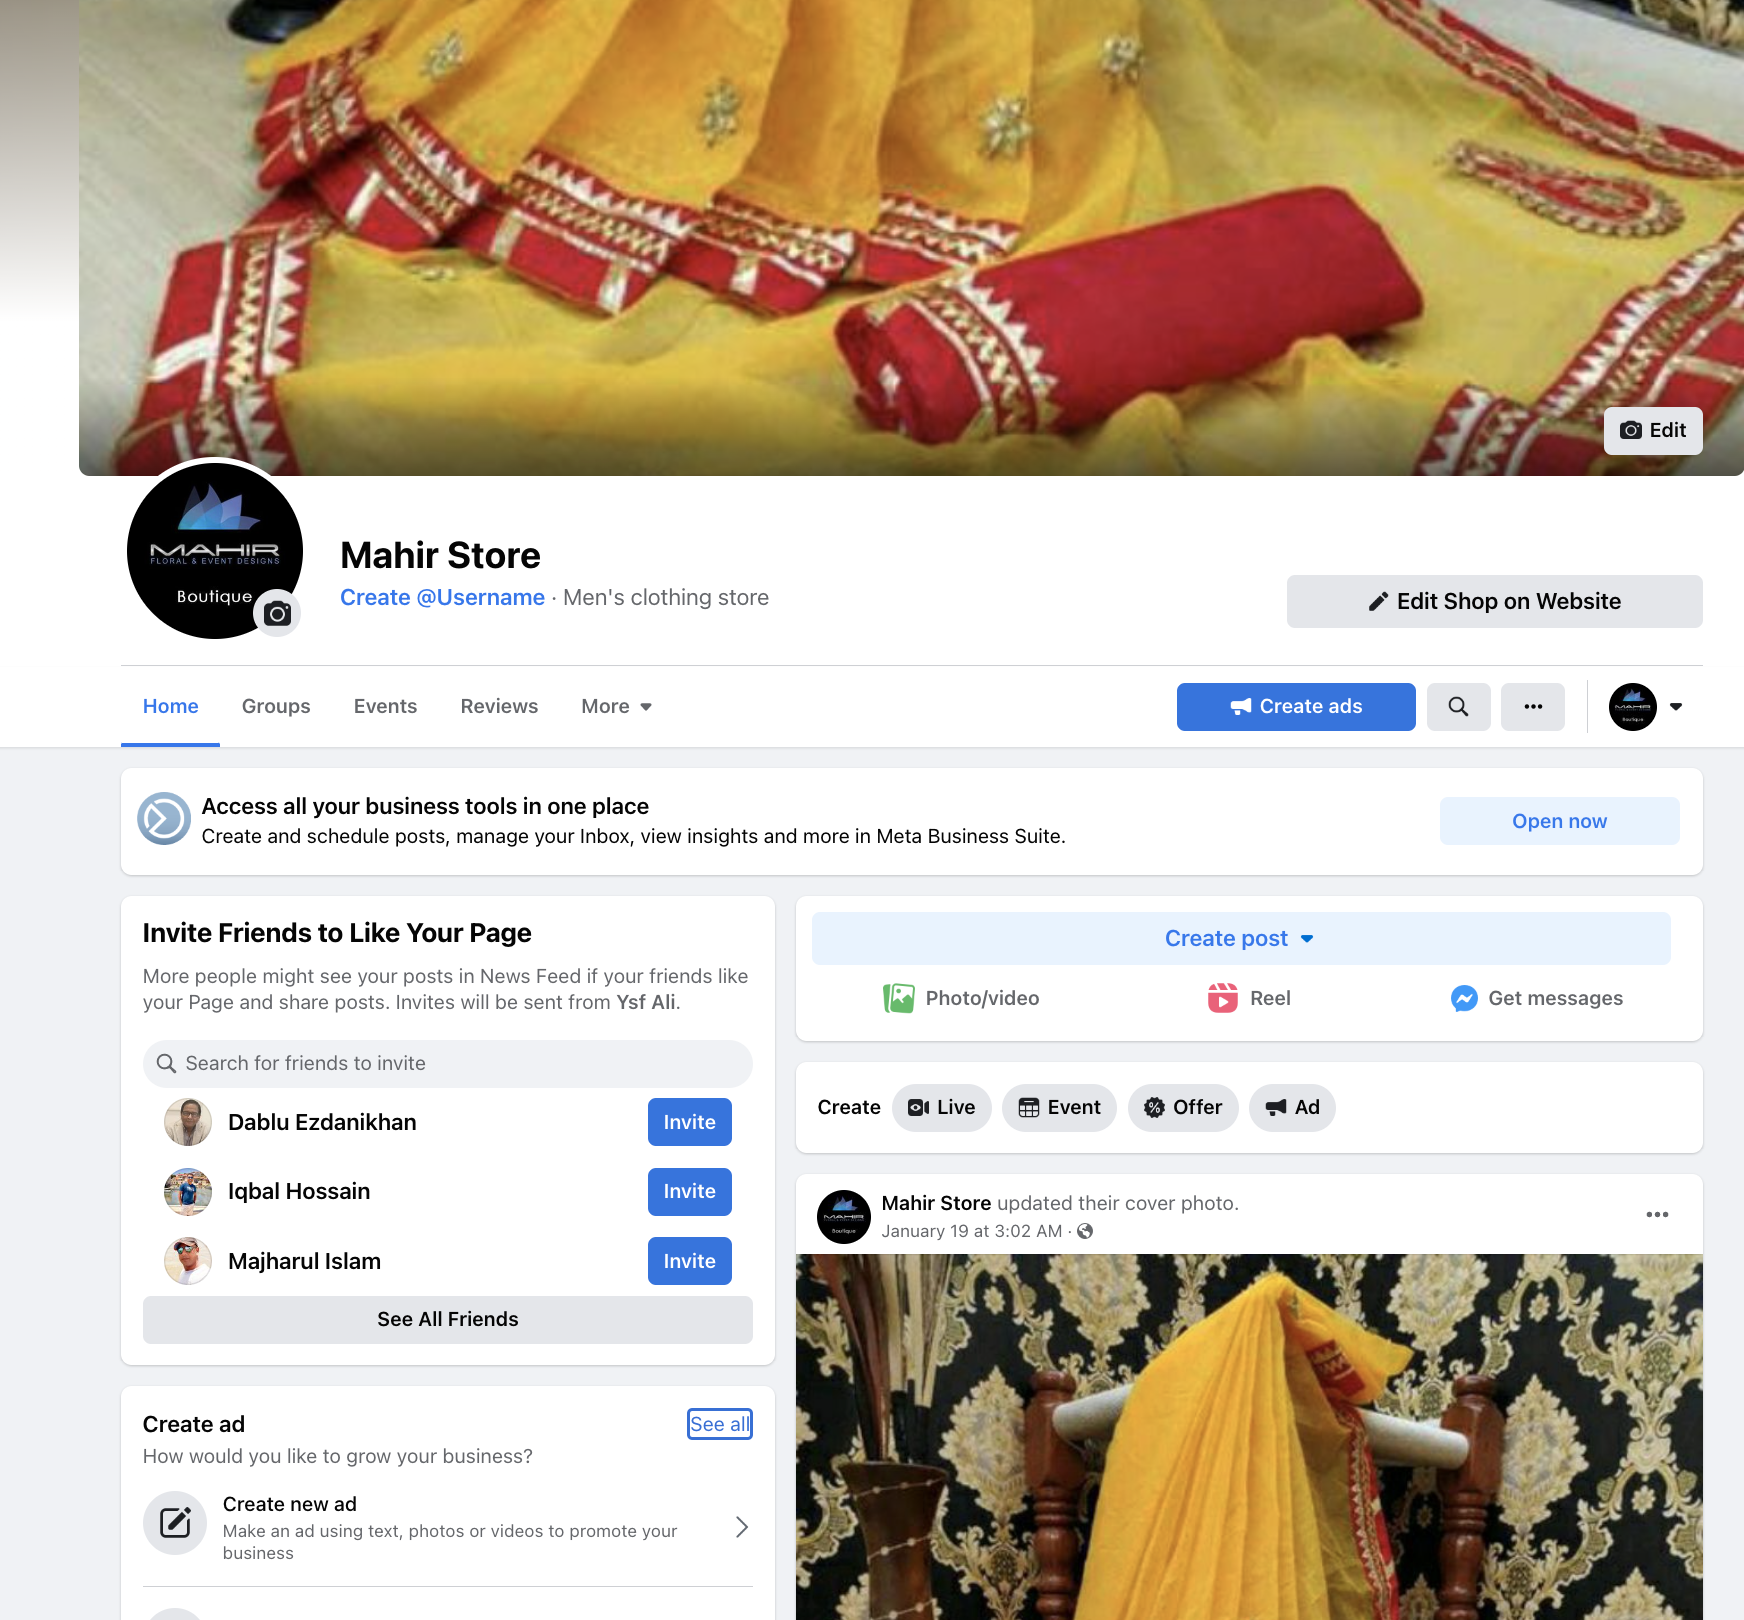 Edit
MAHIR
FLORAL & EVENT DESIGNS
Boutique
Mahir Store
Create @Username · Men's clothing store
Edit Shop on Website
Home
Groups
Events
Reviews
More
Create ads
MAHIR
Boutique
Access all your business tools in one place
Create and schedule posts, manage your Inbox, view insights and more in Meta Business Suite.
Open now
Invite Friends to Like Your Page
More people might see your posts in News Feed if your friends like
your Page and share posts. Invites will be sent from Ysf Ali.
Search for friends to invite
Dablu Ezdanikhan
Invite
Iqbal Hossain
Invite
Majharul Islam
Invite
See All Friends
Create ad
See all
How would you like to grow your business?
Create new ad
Make an ad using text, photos or videos to promote your
business
Create post
Photo/video
Reel
Get messages
Create
Live
Event
Offer
Ad
MAHIR
Boutique
Mahir Store updated their cover photo.
January 19 at 3:02 AM ·